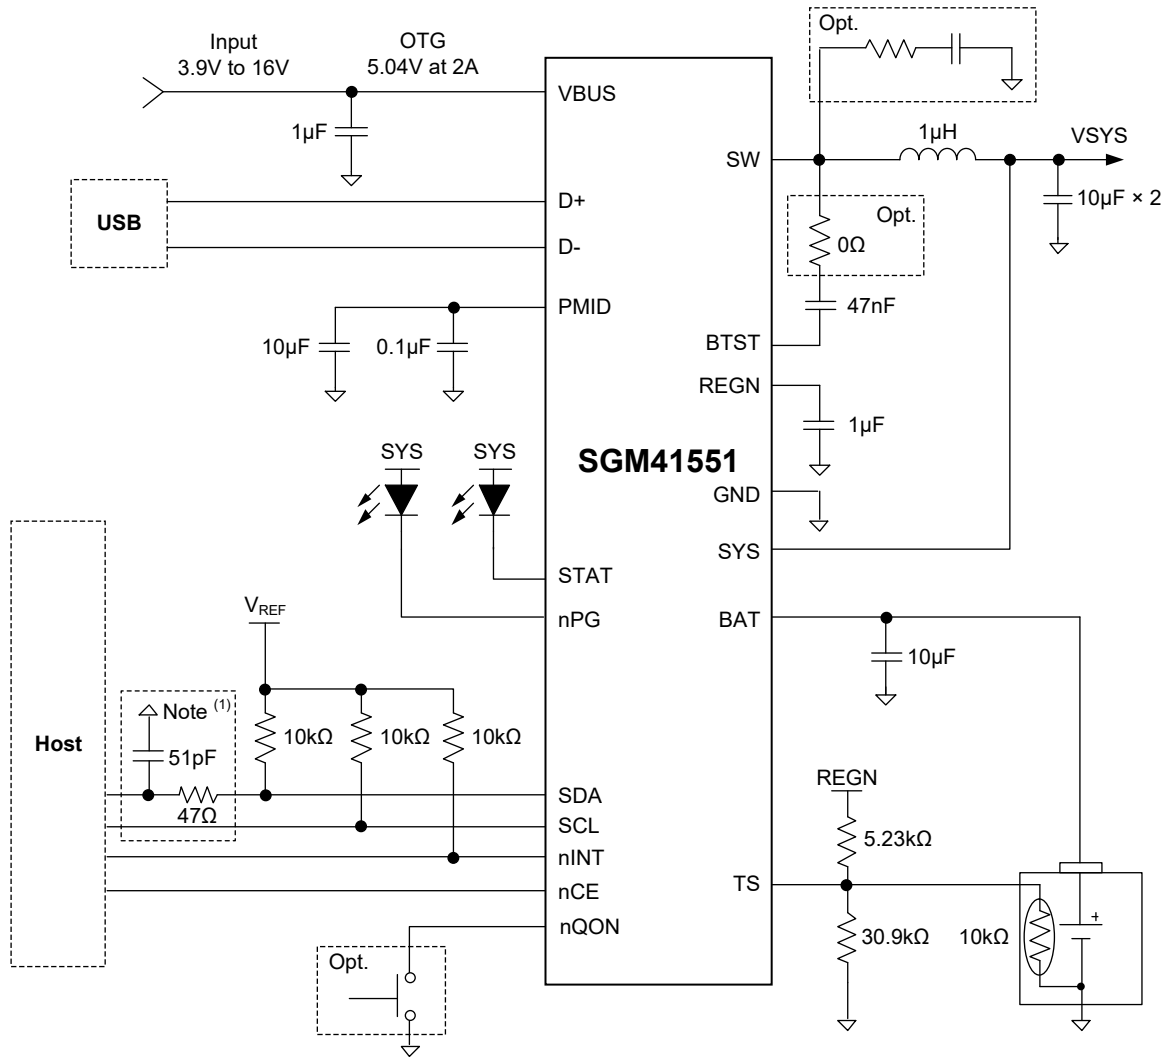 Input
3.9V to 16V
OTG
5.04V at 2A
1µF
USB
VBUS
D+
D-
PMID
10µF
0.1µF
SYS
SYS
STAT
nPG
VREF
Host
Note (1)
51pF
47Ω
10kΩ
10kΩ
10kΩ
SDA
SCL
nINT
nCE
nQON
Opt.
SGM41551
Opt.
SW
1µH
VSYS
10µF × 2
Opt.
0Ω
47nF
BTST
REGN
1µF
GND
SYS
BAT
10µF
REGN
5.23kΩ
TS
30.9kΩ
10kΩ
+